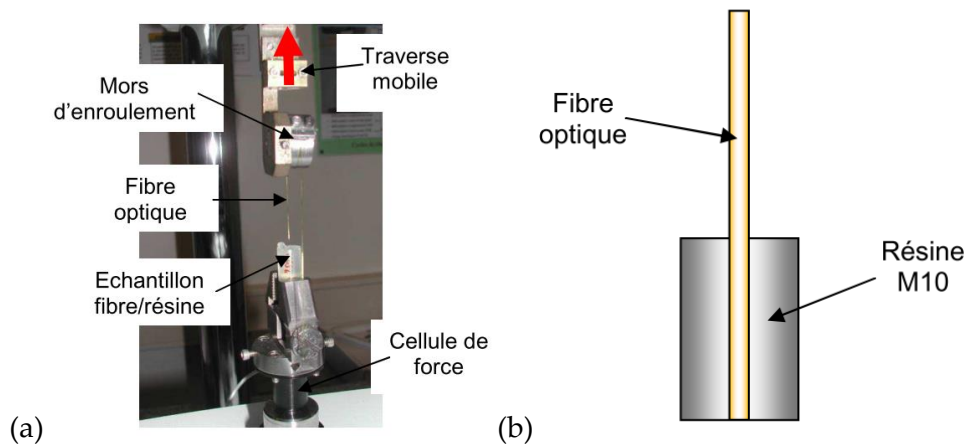 Traverse
mobile
Mors
d'enroulement
Fibre
optique
Echantillon
fibre/résine
Cellule de
force
(a)
Fibre
optique
Résine
M10
(b)